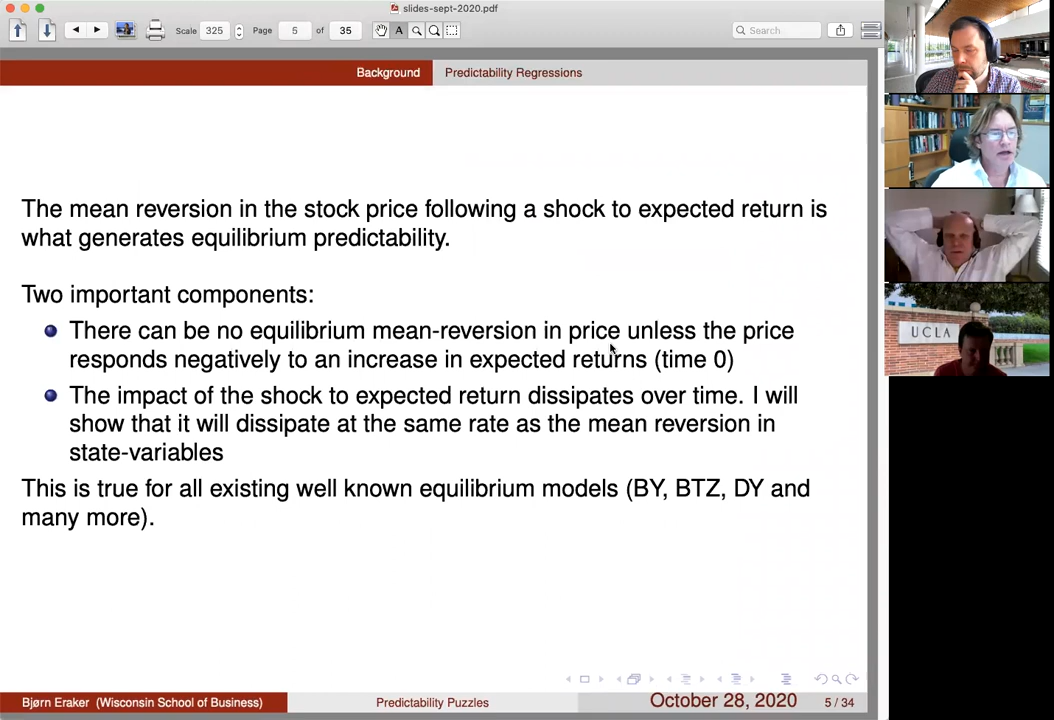 slides-sept-2020.pdf
Scale 325 Page 5 of 35 A Search
Background Predictability Regressions
The mean reversion in the stock price following a shock to expected return is
what generates equilibrium predictability.
Two important components:
There can be no equilibrium mean-reversion in price unless the price
responds negatively to an increase in expected returns (time 0)
The impact of the shock to expected return dissipates over time. I will
show that it will dissipate at the same rate as the mean reversion in
state-variables
This is true for all existing well known equilibrium models (BY, BTZ, DY and
many more).
Bjørn Eraker (Wisconsin School of Business) Predictability Puzzles October 28, 2020 5 / 34
UCLA